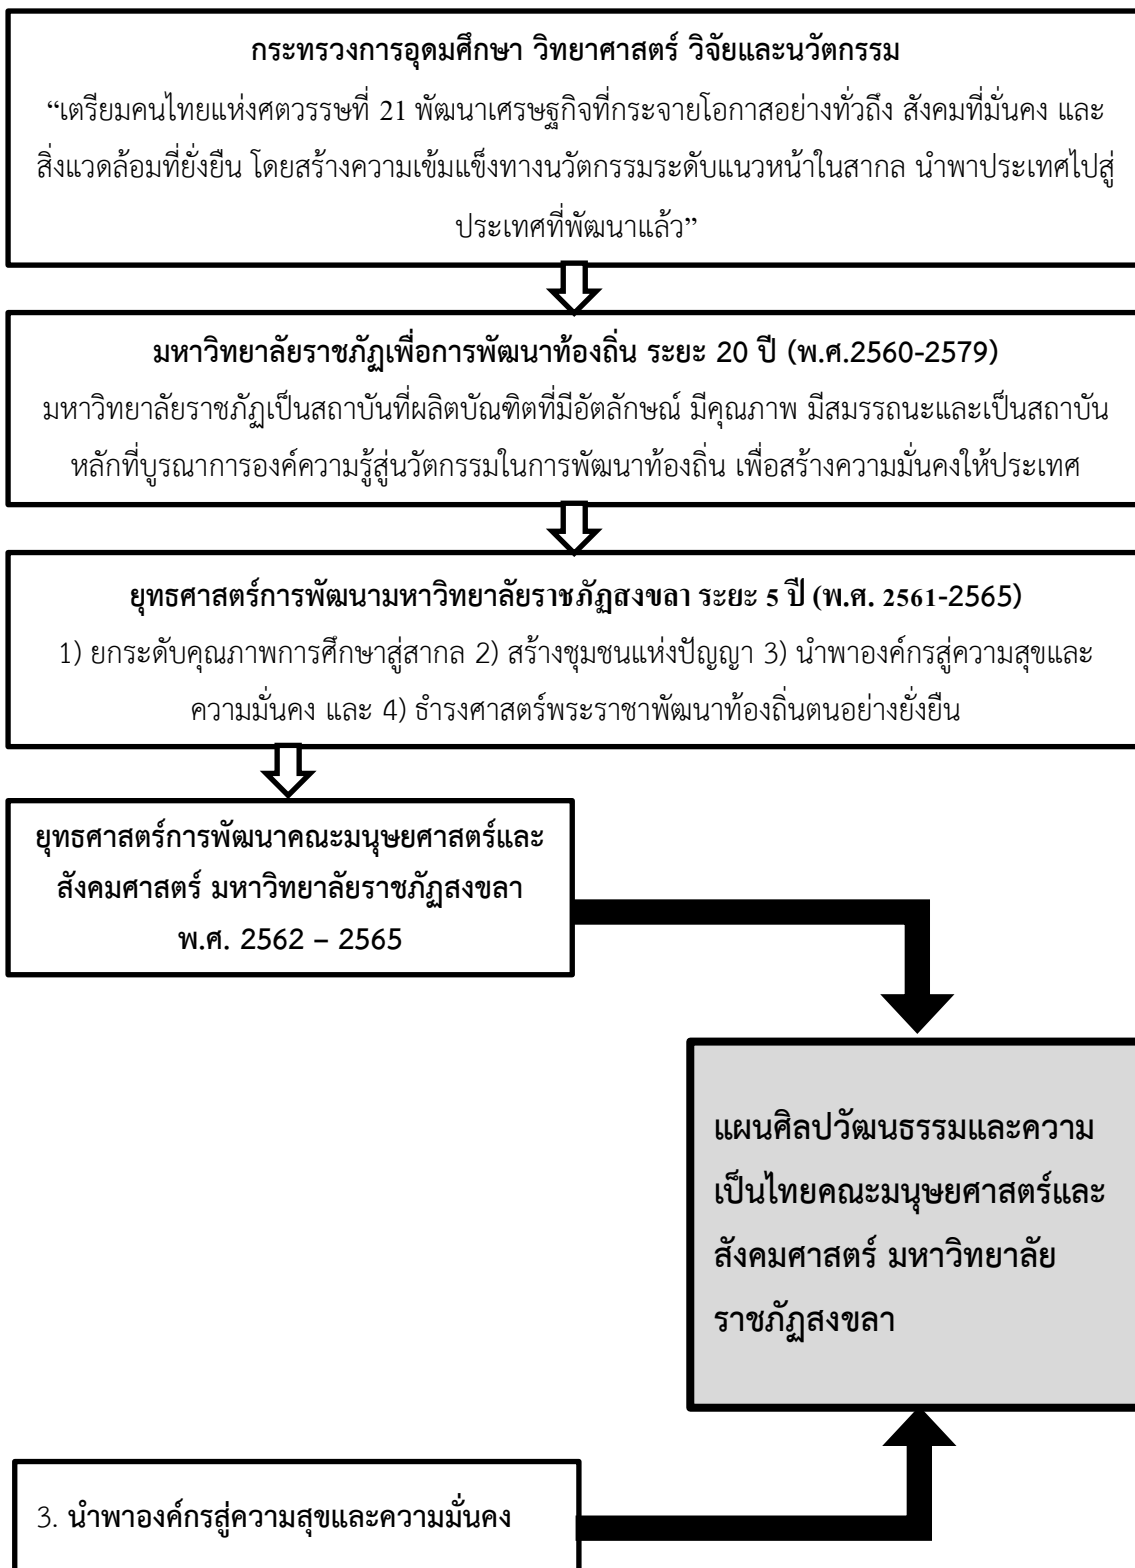 กระทรวงการอุดมศึกษา วิทยาศาสตร์ วิจัยและนวัตกรรม
“เตรียมคนไทยแห่งศตวรรษที่ 21 พัฒนาเศรษฐกิจที่กระจายโอกาสอย่างทั่วถึง สังคมที่มั่นคง และ
สิ่งแวดล้อมที่ยั่งยืน โดยสร้างความเข้มแข็งทางนวัตกรรมระดับแนวหน้าในสากล นำพาประเทศไปสู่
ประเทศที่พัฒนาแล้ว”
มหาวิทยาลัยราชภัฏเพื่อการพัฒนาท้องถิ่น ระยะ 20 ปี (พ.ศ.2560-2579)
มหาวิทยาลัยราชภัฏเป็นสถาบันที่ผลิตบัณฑิตที่มีอัตลักษณ์ มีคุณภาพ มีสมรรถนะและเป็นสถาบัน
หลักที่บูรณาการองค์ความรู้สู่นวัตกรรมในการพัฒนาท้องถิ่น เพื่อสร้างความมั่นคงให้ประเทศ
ยุทธศาสตร์การพัฒนามหาวิทยาลัยราชภัฏสงขลา ระยะ 5 ปี (พ.ศ. 2561-2565)
1) ยกระดับคุณภาพการศึกษาสู่สากล 2) สร้างชุมชนแห่งปัญญา 3) นำพาองค์กรสู่ความสุขและ
ความมั่นคง และ 4) ธำรงศาสตร์พระราชาพัฒนาท้องถิ่นตนอย่างยั่งยืน
ยุทธศาสตร์การพัฒนาคณะมนุษยศาสตร์และ
สังคมศาสตร์ มหาวิทยาลัยราชภัฏสงขลา
พ.ศ. 2562 – 2565
แผนศิลปวัฒนธรรมและความ
เป็นไทยคณะมนุษยศาสตร์และ
สังคมศาสตร์ มหาวิทยาลัย
ราชภัฏสงขลา
3. นำพาองค์กรสู่ความสุขและความมั่นคง